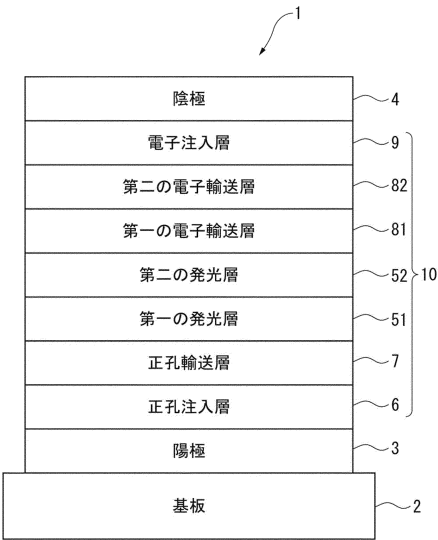 1
陰極 4
電子注入層 9
第二の電子輸送層 82
第一の電子輸送層 81
第二の発光層 52
10
第一の発光層 51
正孔輸送層 7
正孔注入層 6
陽極 3
基板 2